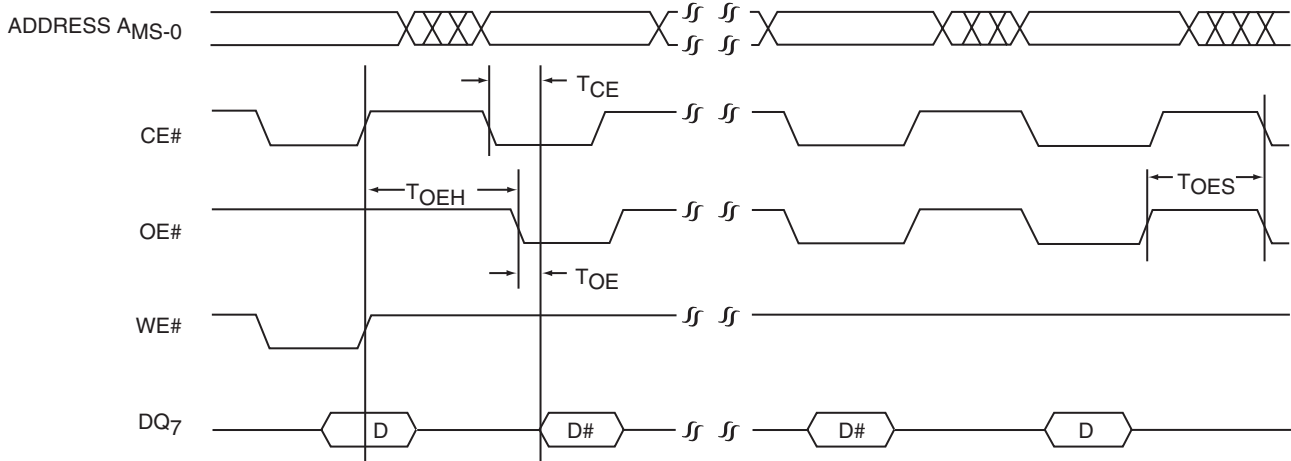 ADDRESS AMS-0
TCE
CE#
TOEH
TOES
OE#
TOE
WE#
DQ7
D
D#
D#
D